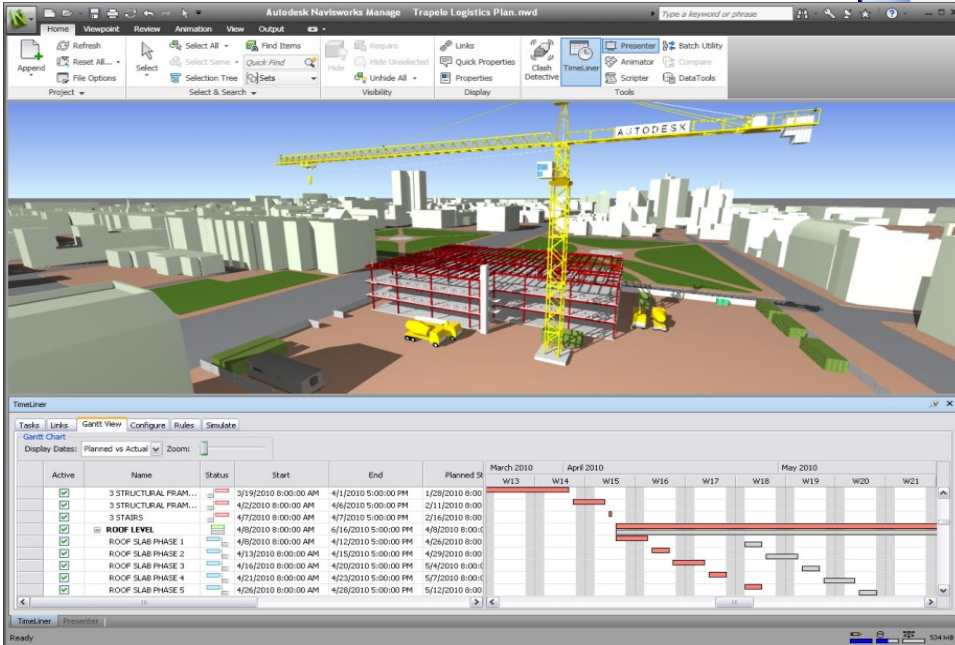 Autodesk Navisworks Manage Trapelo Logistics Plan.nwd
Type a keyword or phrase
Home Viewpoint Review Animation View Output
Append
Refresh
Reset All...
File Options
Project
Select
Select All
Select Same
Selection Tree
Find Items
Quick Find
Sets
Select & Search
Hide
Require
Hide Unselected
Unhide All
Visibility
Links
Quick Properties
Properties
Display
Clash
Detective
TimeLiner
Presenter
Animator
Scripter
Batch Utility
Compare
DataTools
Tools
AUTODESK
TimeLiner
Tasks Links Gantt View Configure Rules Simulate
Gantt Chart
Display Dates: Planned vs Actual Zoom:
Active Name Status Start End Planned St
March 2010 April 2010 May 2010
W13 W14 W15 W16 W17 W18 W19 W20 W21
3 STRUCTURAL FRAM... 3/19/2010 8:00:00 AM 4/1/2010 5:00:00 PM 1/28/2010 8:00
3 STRUCTURAL FRAM... 4/2/2010 8:00:00 AM 4/6/2010 5:00:00 PM 2/11/2010 8:00
3 STAIRS 4/7/2010 8:00:00 AM 4/7/2010 5:00:00 PM 2/16/2010 8:00
ROOF LEVEL 4/8/2010 8:00:00 AM 6/16/2010 5:00:00 PM 4/8/2010 8:00:0
ROOF SLAB PHASE 1 4/8/2010 8:00:00 AM 4/12/2010 5:00:00 PM 4/26/2010 8:00
ROOF SLAB PHASE 2 4/13/2010 8:00:00 AM 4/15/2010 5:00:00 PM 4/29/2010 8:00
ROOF SLAB PHASE 3 4/16/2010 8:00:00 AM 4/20/2010 5:00:00 PM 5/4/2010 8:00:0
ROOF SLAB PHASE 4 4/21/2010 8:00:00 AM 4/23/2010 5:00:00 PM 5/7/2010 8:00:0
ROOF SLAB PHASE 5 4/26/2010 8:00:00 AM 4/28/2010 5:00:00 PM 5/12/2010 8:00
TimeLiner Presenter
Ready
534 MB